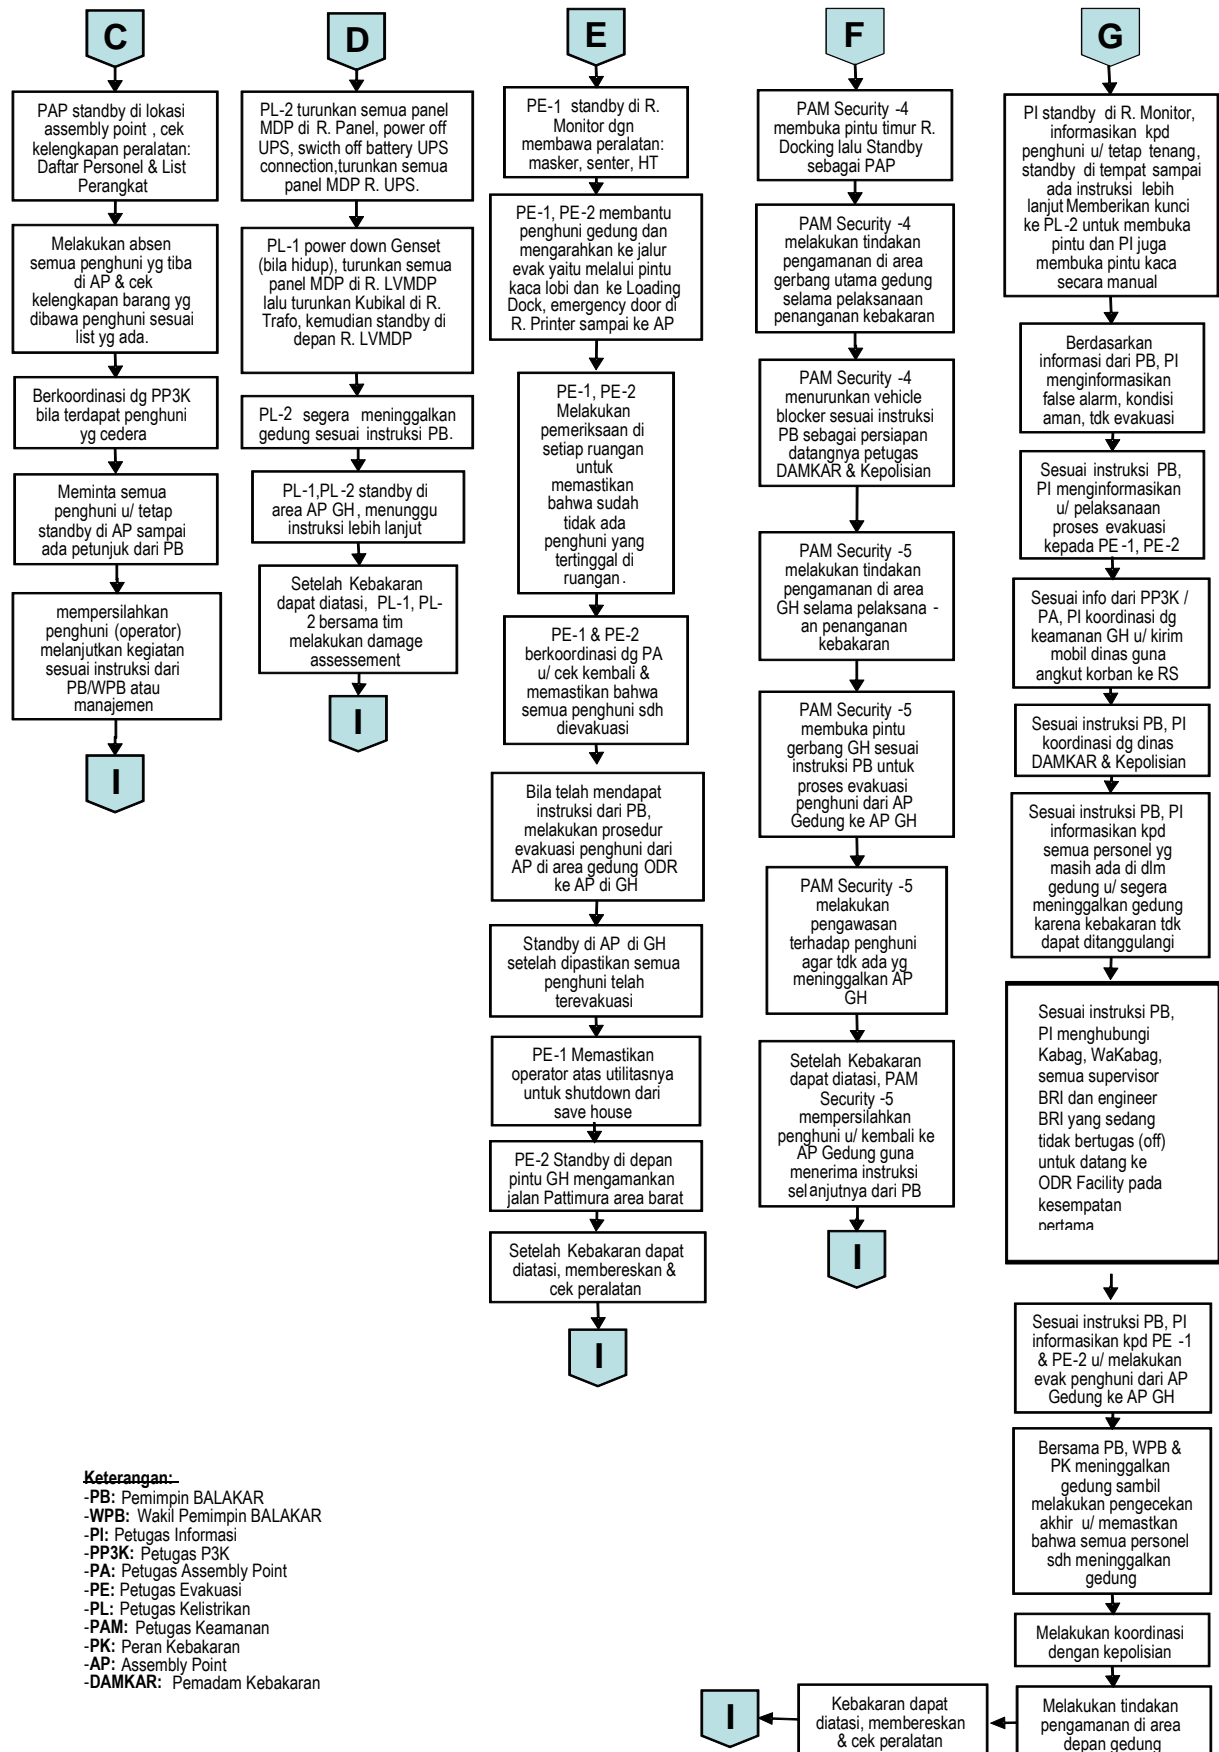 C
PAP standby di lokasi
assembly point , cek
kelengkapan peralatan:
Daftar Personel & List
Perangkat
Melakukan absen
semua penghuni yg tiba
di AP & cek
kelengkapan barang yg
dibawa penghuni sesuai
list yg ada.
Berkoordinasi dg PP3K
bila terdapat penghuni
yg cedera
Meminta semua
penghuni u/ tetap
standby di AP sampai
ada petunjuk dari PB
mempersilahkan
penghuni (operator)
melanjutkan kegiatan
sesuai instruksi dari
PB/WPB atau
manajemen
I
D
PL-2 turunkan semua panel
MDP di R. Panel, power off
UPS, swicth off battery UPS
connection,turunkan semua
panel MDP R. UPS.
PL-1 power down Genset
(bila hidup), turunkan semua
panel MDP di R. LVMDP
lalu turunkan Kubikal di R.
Trafo, kemudian standby di
depan R. LVMDP
PL-2 segera meninggalkan
gedung sesuai instruksi PB.
PL-1,PL-2 standby di
area AP GH, menunggu
instruksi lebih lanjut
Setelah Kebakaran
dapat diatasi, PL-1, PL-
2 bersama tim
melakukan damage
assessement
I
E
PE-1 standby di R.
Monitor dgn
membawa peralatan:
masker, senter, HT
PE-1, PE-2 membantu
penghuni gedung dan
mengarahkan ke jalur
evak yaitu melalui pintu
kaca lobi dan ke Loading
Dock, emergency door di
R. Printer sampai ke AP
PE-1, PE-2
Melakukan
pemeriksaan di
setiap ruangan
untuk
memastikan
bahwa sudah
tidak ada
penghuni yang
tertinggal di
ruangan .
PE-1 & PE-2
berkoordinasi dg PA
u/ cek kembali &
memastikan bahwa
semua penghuni sdh
dievakuasi
Bila telah mendapat
instruksi dari PB,
melakukan prosedur
evakuasi penghuni dari
AP di area gedung ODR
ke AP di GH
Standby di AP di GH
setelah dipastikan semua
penghuni telah
terevakuasi
PE-1 Memastikan
operator atas utilitasnya
untuk shutdown dari
save house
PE-2 Standby di depan
pintu GH mengamankan
jalan Pattimura area barat
Setelah Kebakaran dapat
diatasi, membereskan &
cek peralatan
I
F
PAM Security -4
membuka pintu timur R.
Docking lalu Standby
sebagai PAP
PAM Security -4
melakukan tindakan
pengamanan di area
gerbang utama gedung
selama pelaksanaan
penanganan kebakaran
PAM Security -4
menurunkan vehicle
blocker sesuai instruksi
PB sebagai persiapan
datangnya petugas
DAMKAR & Kepolisian
PAM Security -5
melakukan tindakan
pengamanan di area
GH selama pelaksana -
an penanganan
kebakaran
PAM Security -5
membuka pintu
gerbang GH sesuai
instruksi PB untuk
proses evakuasi
penghuni dari AP
Gedung ke AP GH
PAM Security -5
melakukan
pengawasan
terhadap penghuni
agar tdk ada yg
meninggalkan AP
GH
Setelah Kebakaran
dapat diatasi, PAM
Security -5
mempersilahkan
penghuni u/ kembali ke
AP Gedung guna
menerima instruksi
selanjutnya dari PB
I
G
PI standby di R. Monitor,
informasikan kpd
penghuni u/ tetap tenang,
standby di tempat sampai
ada instruksi lebih
lanjut Memberikan kunci
ke PL-2 untuk membuka
pintu dan PI juga
membuka pintu kaca
secara manual
Berdasarkan
informasi dari PB, PI
menginformasikan
false alarm, kondisi
aman, tdk evakuasi
Sesuai instruksi PB,
PI menginformasikan
u/ pelaksanaan
proses evakuasi
kepada PE -1, PE-2
Sesuai info dari PP3K /
PA, PI koordinasi dg
keamanan GH u/ kirim
mobil dinas guna
angkut korban ke RS
Sesuai instruksi PB, PI
koordinasi dg dinas
DAMKAR & Kepolisian
Sesuai instruksi PB, PI
informasikan kpd
semua personel yg
masih ada di dlm
gedung u/ segera
meninggalkan gedung
karena kebakaran tdk
dapat ditanggulangi
Sesuai instruksi PB,
PI menghubungi
Kabag, WaKabag,
semua supervisor
BRI dan engineer
BRI yang sedang
tidak bertugas (off)
untuk datang ke
ODR Facility pada
kesempatan
pertama
Sesuai instruksi PB, PI
informasikan kpd PE -1
& PE-2 u/ melakukan
evak penghuni dari AP
Gedung ke AP GH
Bersama PB, WPB &
PK meninggalkan
gedung sambil
melakukan pengecekan
akhir u/ memastkan
bahwa semua personel
sdh meninggalkan
gedung
Melakukan koordinasi
dengan kepolisian
Melakukan tindakan
pengamanan di area
depan gedung
Kebakaran dapat
diatasi, membereskan
& cek peralatan
I
Keterangan:
-PB: Pemimpin BALAKAR
-WPB: Wakil Pemimpin BALAKAR
-PI: Petugas Informasi
-PP3K: Petugas P3K
-PA: Petugas Assembly Point
-PE: Petugas Evakuasi
-PL: Petugas Kelistrikan
-PAM: Petugas Keamanan
-PK: Peran Kebakaran
-AP: Assembly Point
-DAMKAR: Pemadam Kebakaran